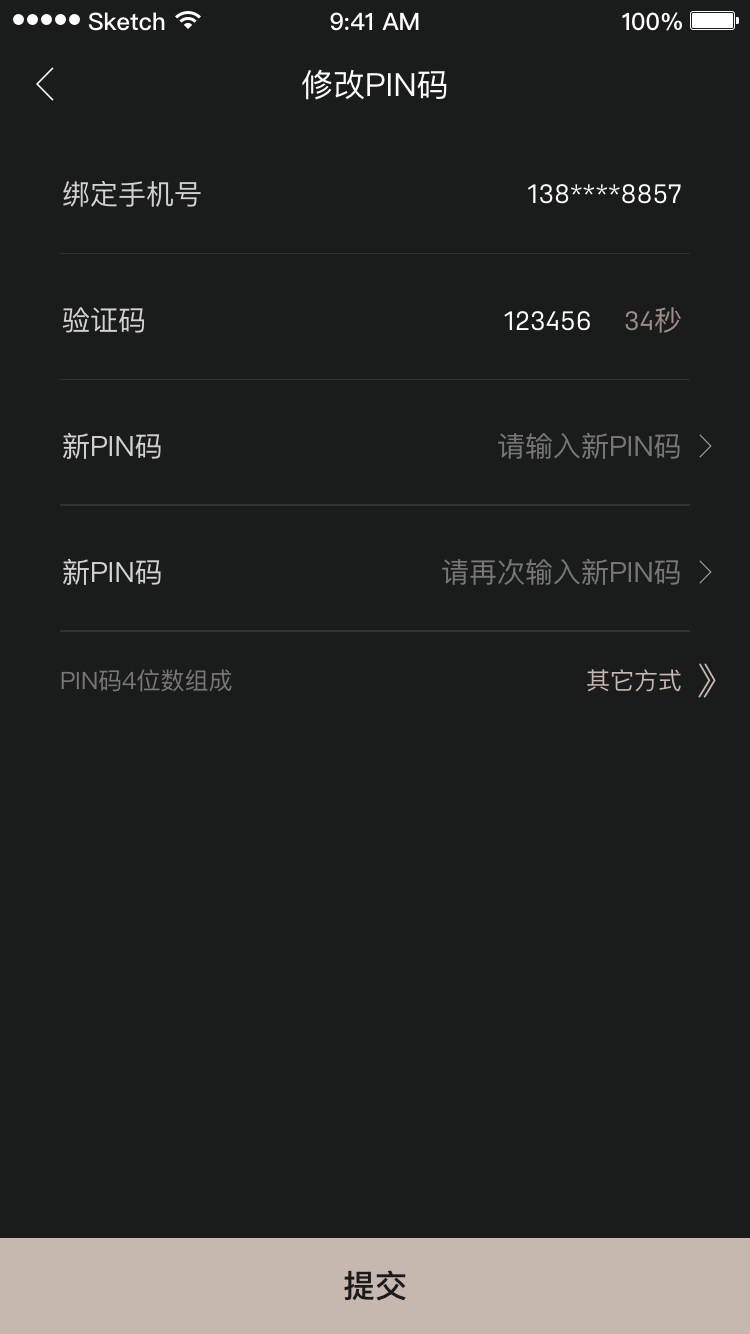 Sketch 9:41 AM 100%
修改PIN码
绑定手机号 138****8857
验证码 123456 34秒
新PIN码 请输入新PIN码
新PIN码 请再次输入新PIN码
PIN码4位数组成 其它方式
提交